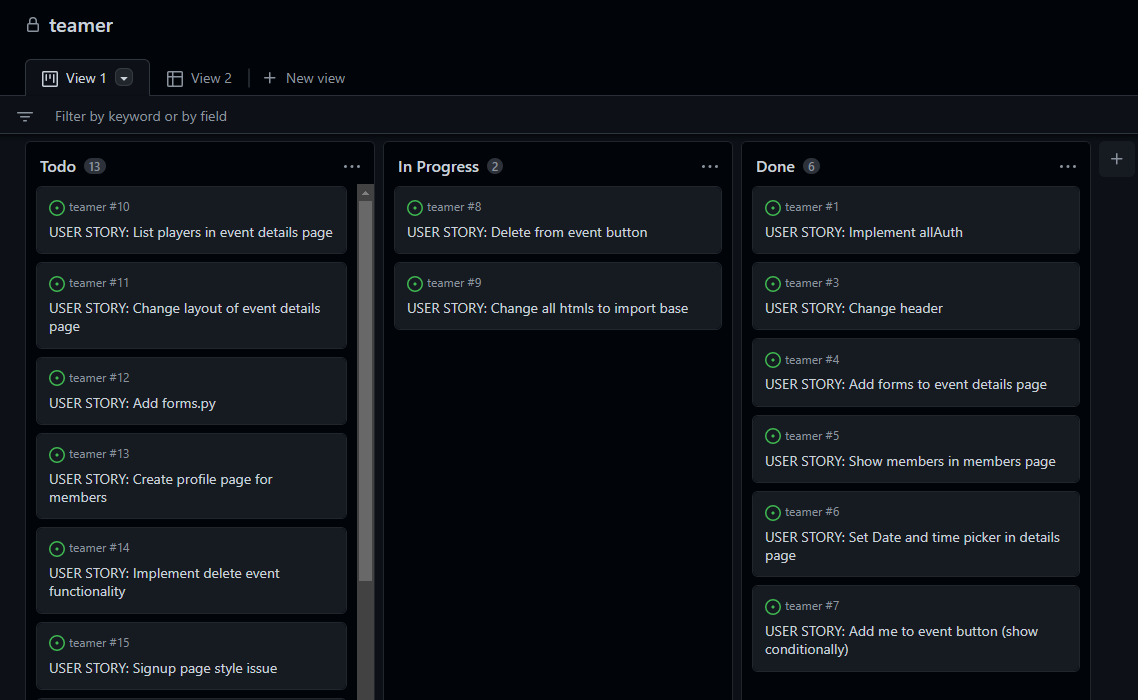 teamer
View 1
View 2
New view
Filter by keyword or by field
Todo 13
teamer #10
USER STORY: List players in event details page
teamer #11
USER STORY: Change layout of event details
page
teamer #12
USER STORY: Add forms.py
teamer #13
USER STORY: Create profile page for
members
teamer #14
USER STORY: Implement delete event
functionality
teamer #15
USER STORY: Signup page style issue
In Progress 2
teamer #8
USER STORY: Delete from event button
teamer #9
USER STORY: Change all htmls to import base
Done 6
teamer #1
USER STORY: Implement allAuth
teamer #3
USER STORY: Change header
teamer #4
USER STORY: Add forms to event details page
teamer #5
USER STORY: Show members in members page
teamer #6
USER STORY: Set Date and time picker in details
page
teamer #7
USER STORY: Add me to event button (show
conditionally)